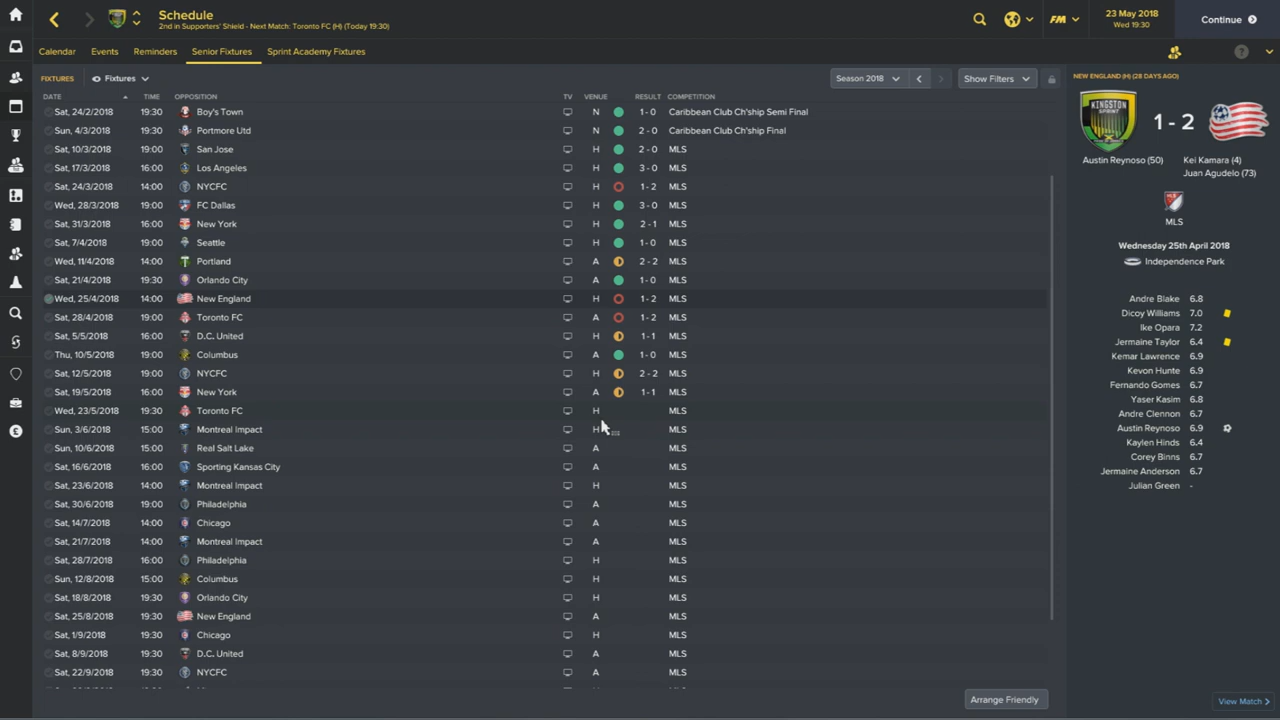 Schedule
2nd in Supporters' Shield - Next Match: Toronto FC (H) (Today 19:30)
FM
23 May 2018
Wed 19:30
Continue
Calendar Events Reminders Senior Fixtures Sprint Academy Fixtures
?
FIXTURES Fixtures
Season 2018
Show Filters
DATE TIME OPPOSITION TV VENUE RESULT COMPETITION
Sat, 24/2/2018 19:30 Boy's Town N 1 - 0 Caribbean Club Ch'ship Semi Final
Sun, 4/3/2018 19:30 Portmore Utd N 2 - 0 Caribbean Club Ch'ship Final
Sat, 10/3/2018 19:00 San Jose H 2 - 0 MLS
Sat, 17/3/2018 16:00 Los Angeles H 3 - 0 MLS
Sat, 24/3/2018 14:00 NYCFC H 1 - 2 MLS
Wed, 28/3/2018 19:00 FC Dallas H 3 - 0 MLS
Sat, 31/3/2018 16:00 New York H 2 - 1 MLS
Sat, 7/4/2018 19:00 Seattle H 1 - 0 MLS
Wed, 11/4/2018 14:00 Portland A 2 - 2 MLS
Sat, 21/4/2018 19:30 Orlando City A 1 - 0 MLS
Wed, 25/4/2018 14:00 New England H 1 - 2 MLS
Sat, 28/4/2018 19:00 Toronto FC A 1 - 2 MLS
Sat, 5/5/2018 16:00 D.C. United H 1 - 1 MLS
Thu, 10/5/2018 19:00 Columbus A 1 - 0 MLS
Sat, 12/5/2018 19:00 NYCFC H 2 - 2 MLS
Sat, 19/5/2018 16:00 New York A 1 - 1 MLS
Wed, 23/5/2018 19:30 Toronto FC H MLS
Sun, 3/6/2018 15:00 Montreal Impact H MLS
Sun, 10/6/2018 15:00 Real Salt Lake A MLS
Sat, 16/6/2018 16:00 Sporting Kansas City A MLS
Sat, 23/6/2018 14:00 Montreal Impact H MLS
Sat, 30/6/2018 19:00 Philadelphia A MLS
Sat, 14/7/2018 14:00 Chicago A MLS
Sat, 21/7/2018 14:00 Montreal Impact A MLS
Sat, 28/7/2018 16:00 Philadelphia H MLS
Sun, 12/8/2018 15:00 Columbus H MLS
Sat, 18/8/2018 19:30 Orlando City H MLS
Sat, 25/8/2018 19:30 New England A MLS
Sat, 1/9/2018 19:30 Chicago H MLS
Sat, 8/9/2018 19:30 D.C. United A MLS
Sat, 22/9/2018 19:30 NYCFC A MLS
Arrange Friendly
NEW ENGLAND (H) (28 DAYS AGO)
KINGSTON
SPRINT
1 - 2
Austin Reynoso (50)
Kei Kamara (4)
Juan Agudelo (73)
MLS
Wednesday 25th April 2018
Independence Park
Andre Blake 6.8
Dicoy Williams 7.0
Ike Opara 7.2
Jermaine Taylor 6.4
Kemar Lawrence 6.9
Kevon Hunte 6.9
Fernando Gomes 6.7
Yaser Kasim 6.8
Andre Clennon 6.7
Austin Reynoso 6.9
Kaylen Hinds 6.4
Corey Binns 6.7
Jermaine Anderson 6.7
Julian Green -
View Match